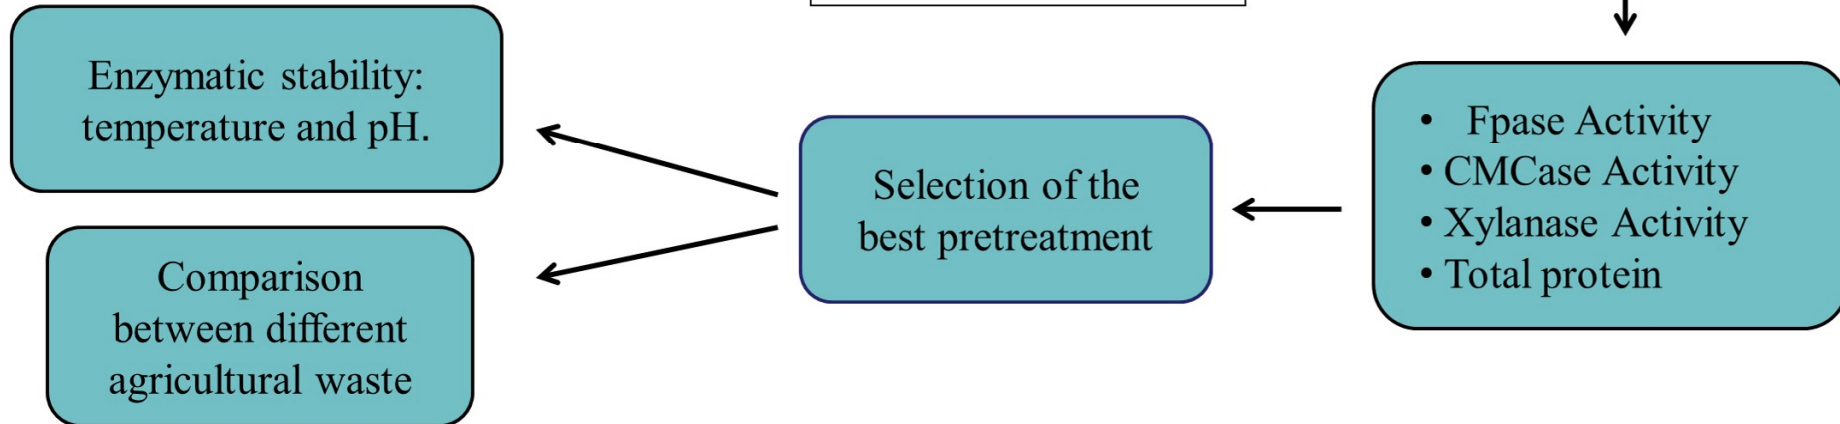 Enzymatic stability:
temperature and pH.
Comparison
between different
agricultural waste
Selection of the
best pretreatment
• Fpase Activity
• CMCase Activity
• Xylanase Activity
• Total protein